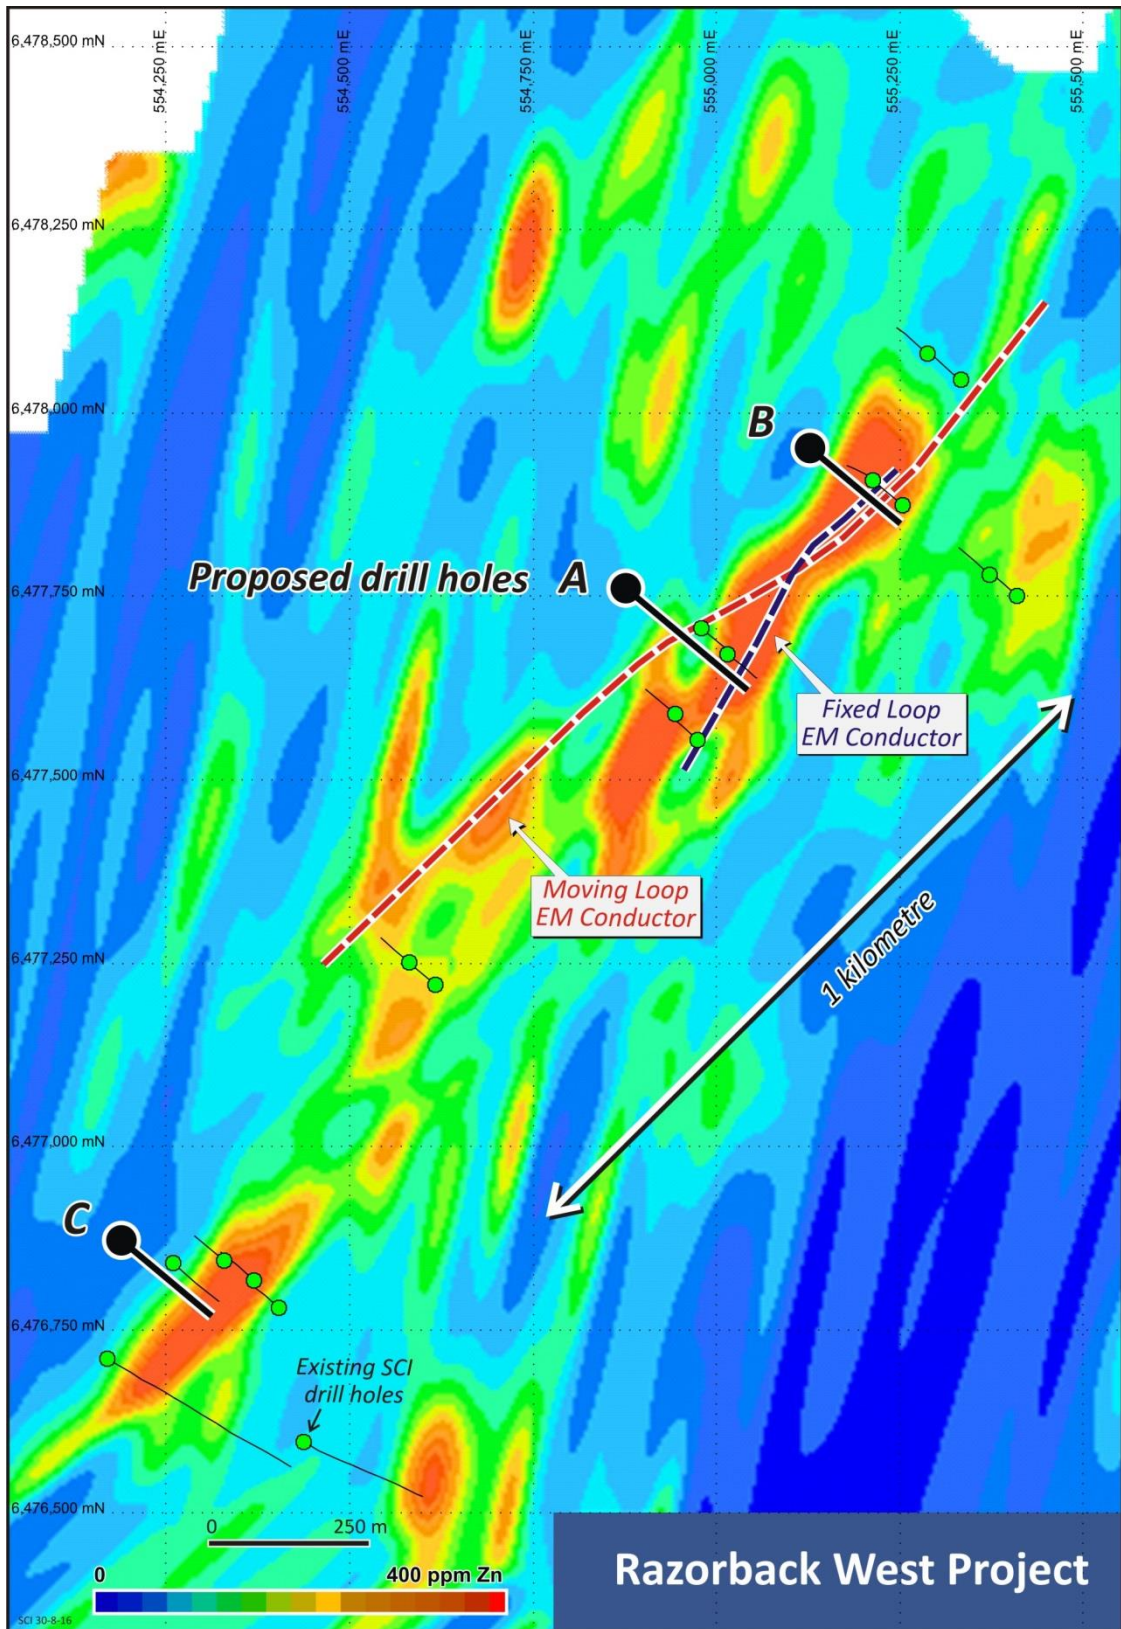 6,478,500 mN
554,250 mE
554,500 mE
554,750 mE
555,000 mE
555,250 mE
555,500 mE
6,478,250 mN
6,478,000 mN
B
Proposed drill holes A
6,477,750 mN
Fixed Loop
EM Conductor
6,477,500 mN
Moving Loop
EM Conductor
1 kilometre
6,477,250 mN
6,477,000 mN
C
6,476,750 mN
Existing SCI
drill holes
6,476,500 mN
0 250 m
0 400 ppm Zn
SCI 30-8-16
Razorback West Project